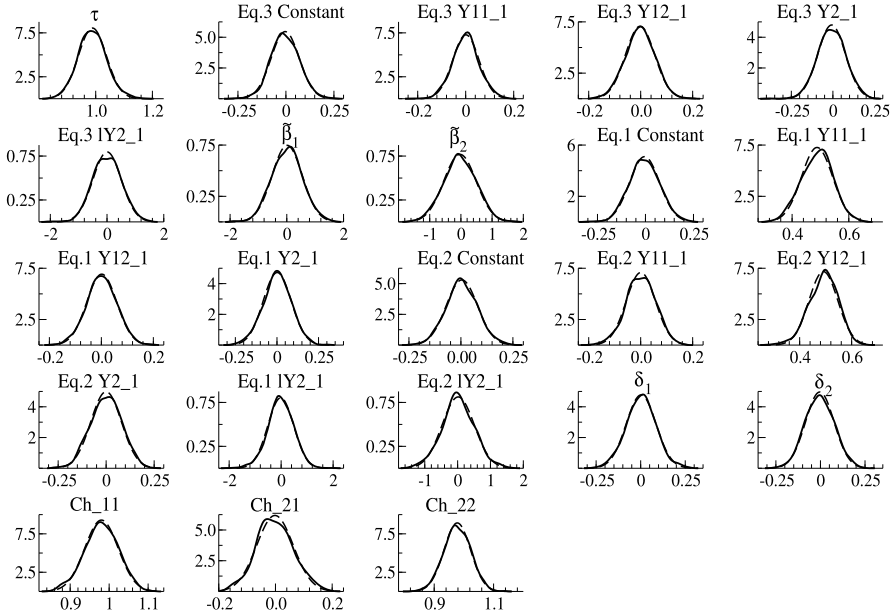 τ Eq.3 Constant Eq.3 Y11_1 Eq.3 Y12_1 Eq.3 Y2_1
7.5 5.0 7.5 7.5 4
2.5 2.5 2.5 2.5 2
1.0 1.2 -0.25 0 0.25 -0.2 0.0 0.2 -0.2 0.0 0.2 -0.25 0 0.25
Eq.3 lY2_1 β̃1 β̃2 Eq.1 Constant Eq.1 Y11_1
0.75 0.75 0.75 6 7.5
0.25 0.25 0.25 2 2.5
-2 0 2 -2 0 2 -1 0 1 2 -0.25 0 0.25 0.4 0.6
Eq.1 Y12_1 Eq.1 Y2_1 Eq.2 Constant Eq.2 Y11_1 Eq.2 Y12_1
7.5 4 5.0 7.5 7.5
2.5 2 2.5 2.5 2.5
-0.2 0.0 0.2 -0.25 0 0.25 -0.25 0.00 0.25 -0.2 0.0 0.2 0.4 0.6
Eq.2 Y2_1 Eq.1 lY2_1 Eq.2 lY2_1 δ1 δ2
4 0.75 0.75 4 4
2 0.25 0.25 2 2
-0.25 0 0.25 -2 -1 0 1 2 -1 0 1 2 -0.25 0 0.25 -0.25 0 0.25
Ch_11 Ch_21 Ch_22
7.5 5.0 7.5
2.5 2.5 2.5
0.9 1 1.1 -0.2 0.0 0.2 0.9 1.1